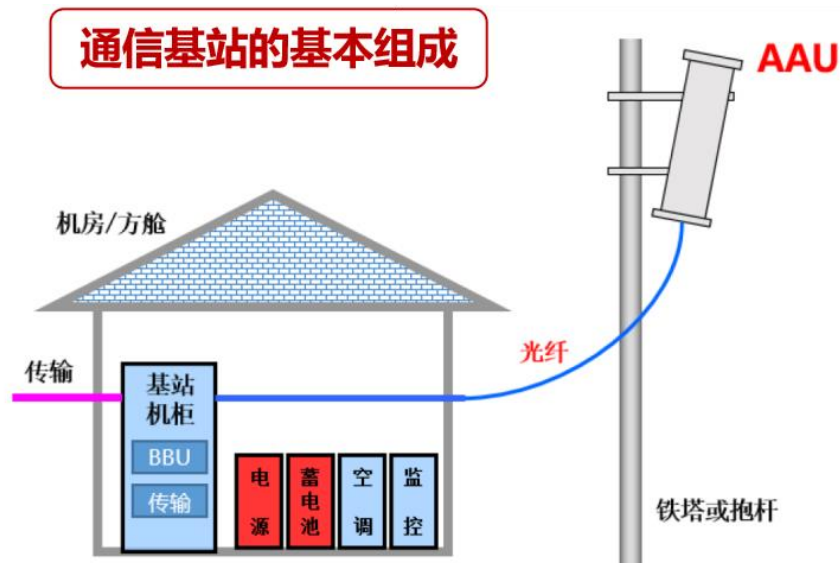 通信基站的基本组成
AAU
机房/方舱
光纤
传输
基站
机柜
BBU
传输
电源
蓄电池
空调
监控
铁塔或抱杆